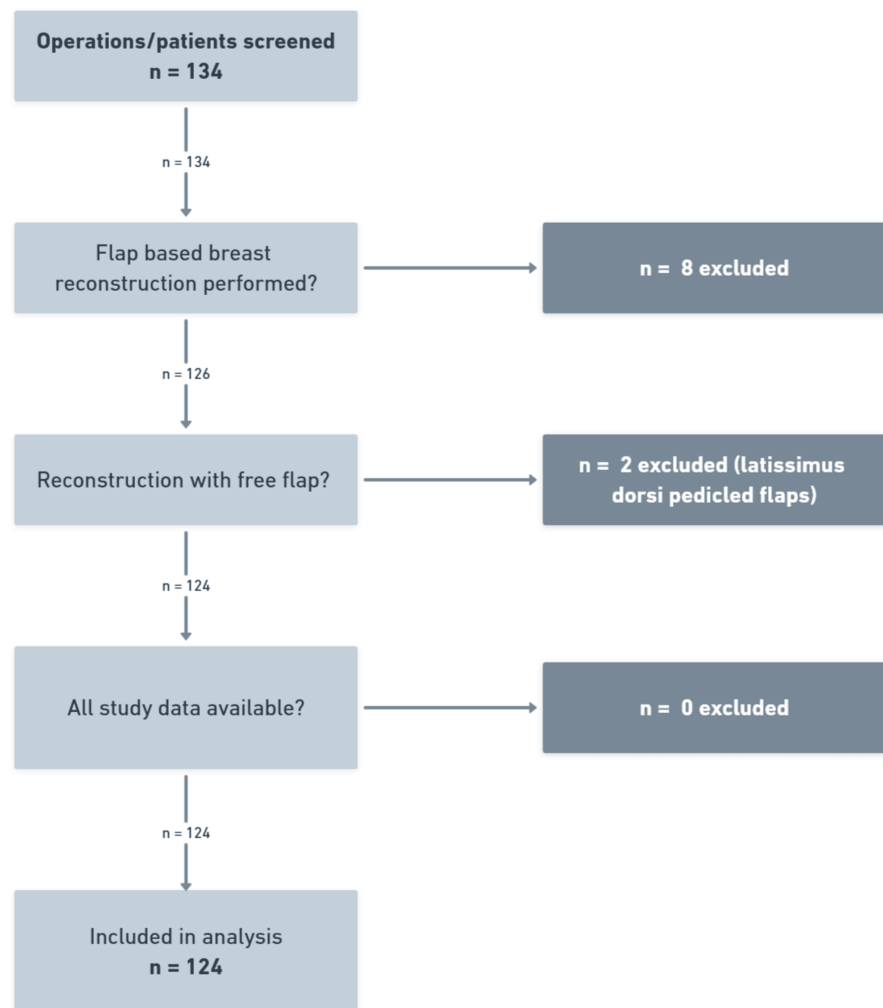 Operations/patients screened
n = 134
n = 134
Flap based breast
reconstruction performed?
n = 8 excluded
n = 126
Reconstruction with free flap?
n = 2 excluded (latissimus
dorsi pedicled flaps)
n = 124
All study data available?
n = 0 excluded
n = 124
Included in analysis
n = 124